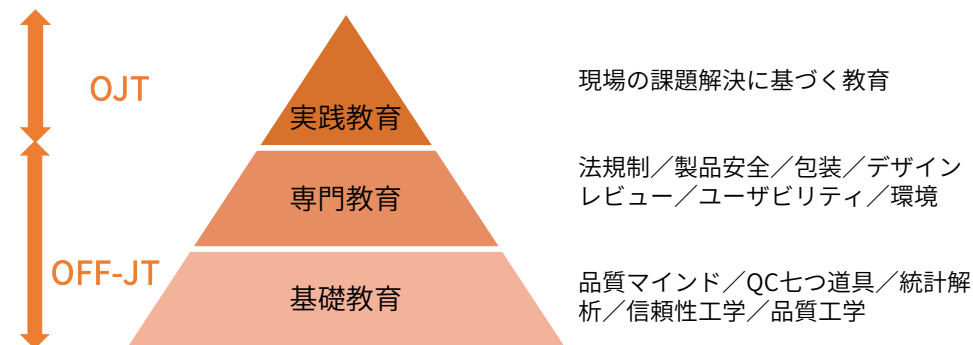 OJT
実践教育
現場の課題解決に基づく教育
専門教育
法規制／製品安全／包装／デザイン
レビュー／ユーザビリティ／環境
OFF-JT
基礎教育
品質マインド／QC七つ道具／統計解
析／信頼性工学／品質工学